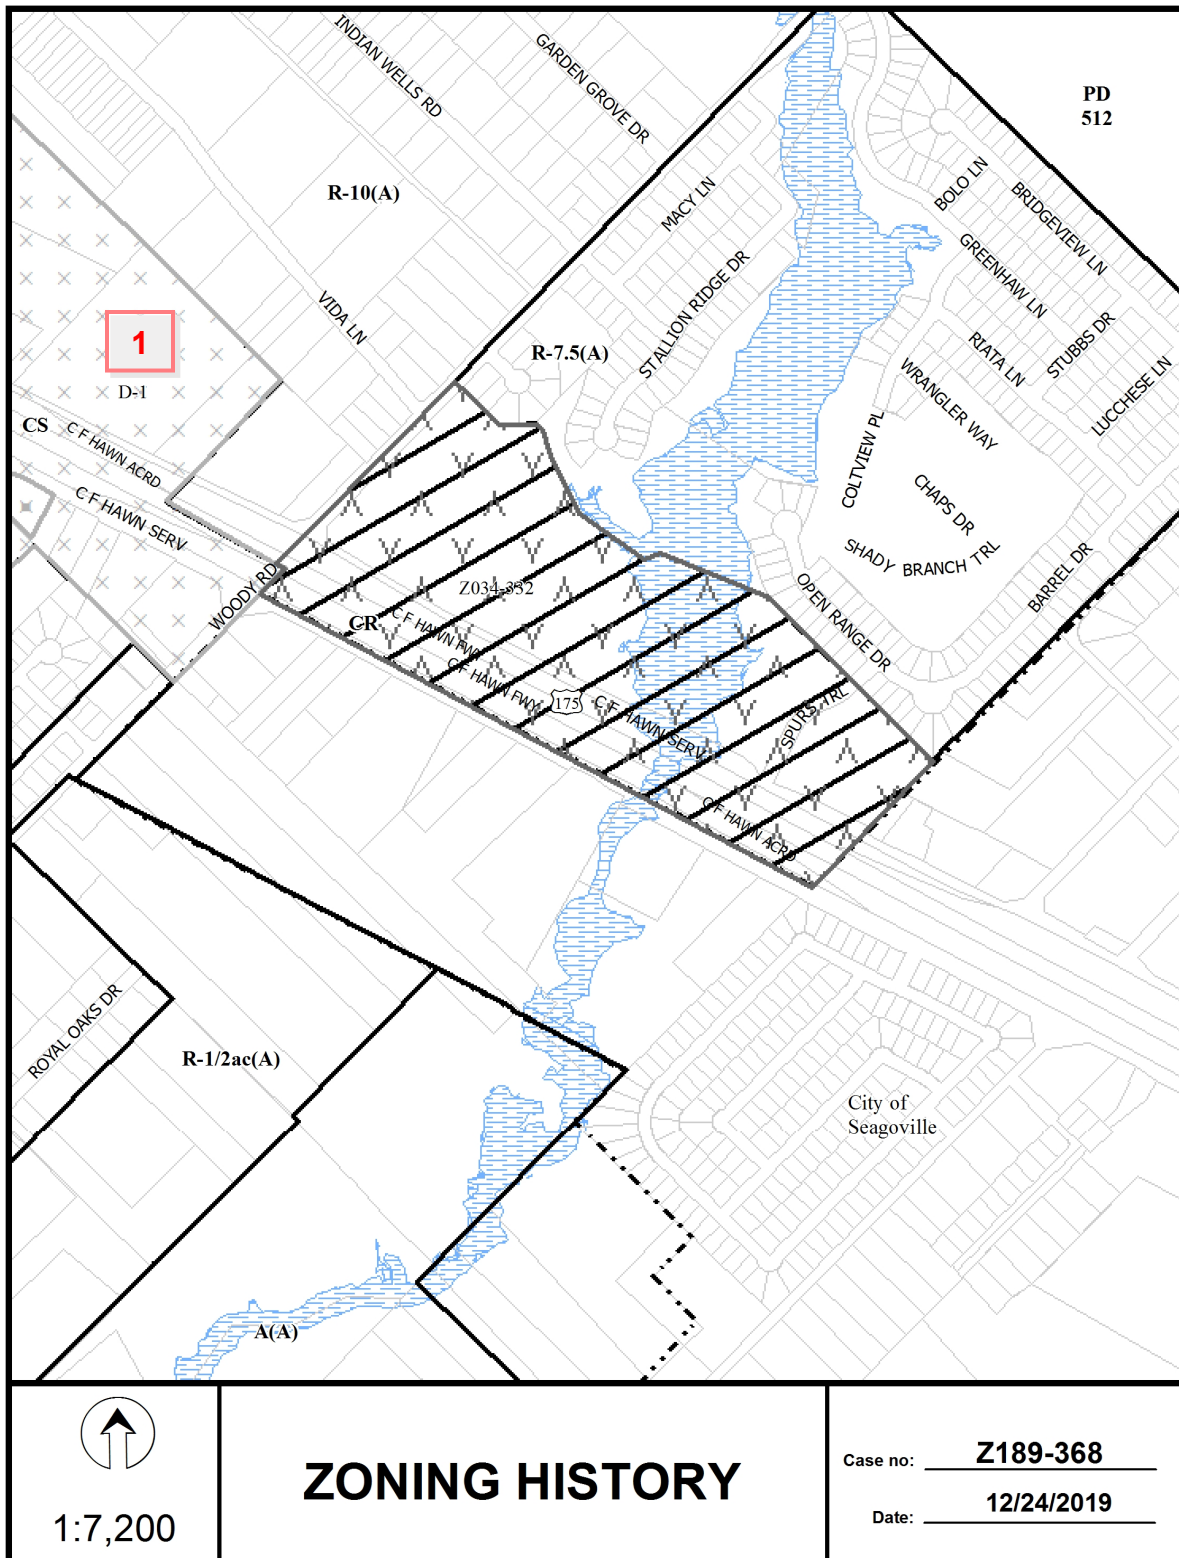 INDIAN WELLS RD
GARDEN GROVE DR
PD
512
R-10(A)
MACY LN
BOLO LN
BRIDGEVIEW LN
GREENHAW LN
STALLION RIDGE DR
VIDA LN
1
R-7.5(A)
RIATA LN
STUBBS DR
D-1
WRANGLER WAY
LUCCHESE LN
CS
C F HAWN ACRD
C F HAWN SERV
COLTVIEW PL
CHAPS DR
SHADY BRANCH TRL
WOODY RD
Z034-332
OPEN RANGE DR
BARREL DR
CR
C F HAWN FWY
C F HAWN FWY
175
C F HAWN SERV
SPURS TRL
C F HAWN ACRD
ROYAL OAKS DR
R-1/2ac(A)
City of
Seagoville
A(A)
1:7,200
ZONING HISTORY
Case no: Z189-368
Date: 12/24/2019